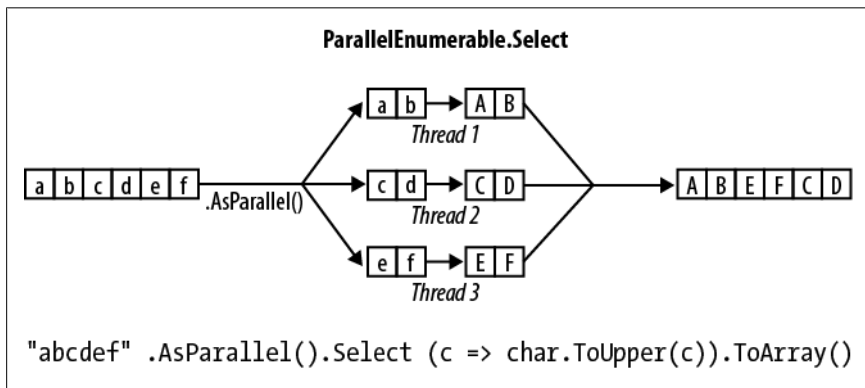 ParallelEnumerable.Select
a b A B
Thread 1
a b c d e f .AsParallel() c d C D A B E F C D
Thread 2
e f E F
Thread 3
"abcdef" .AsParallel().Select (c => char.ToUpper(c)).ToArray()